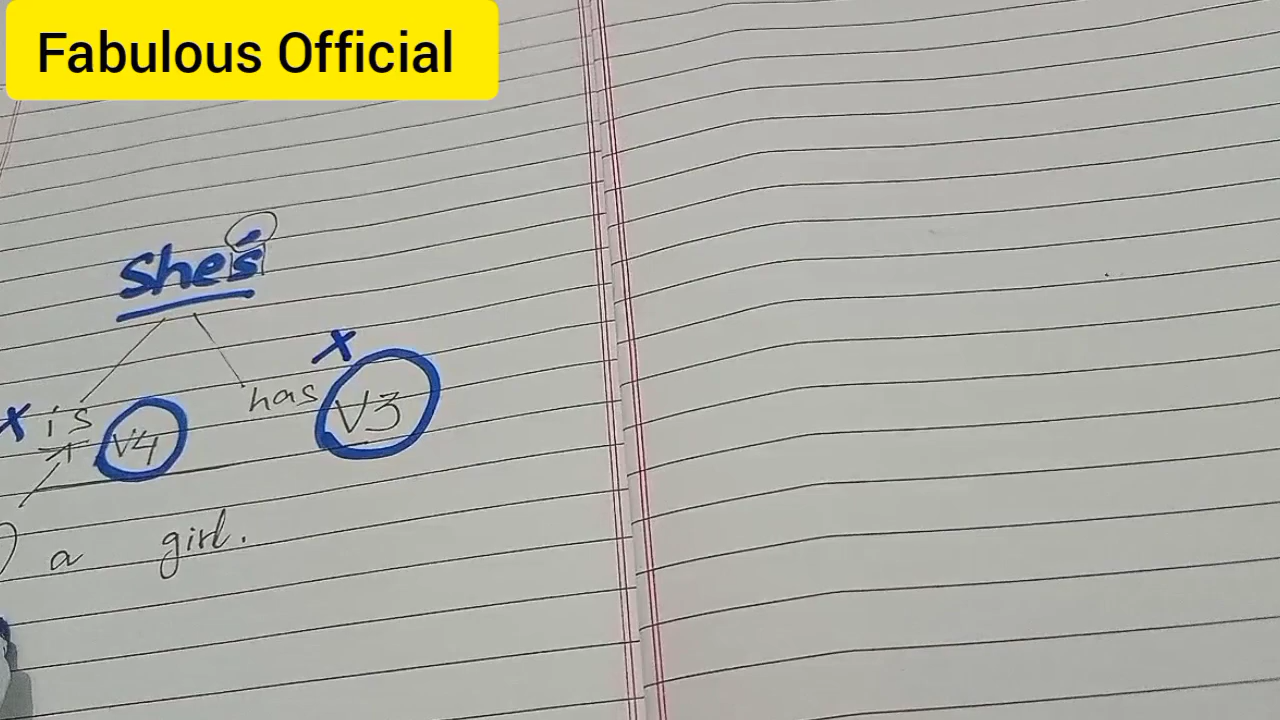 Fabulous Official
She's
x
x is V4 has V3
) a girl.